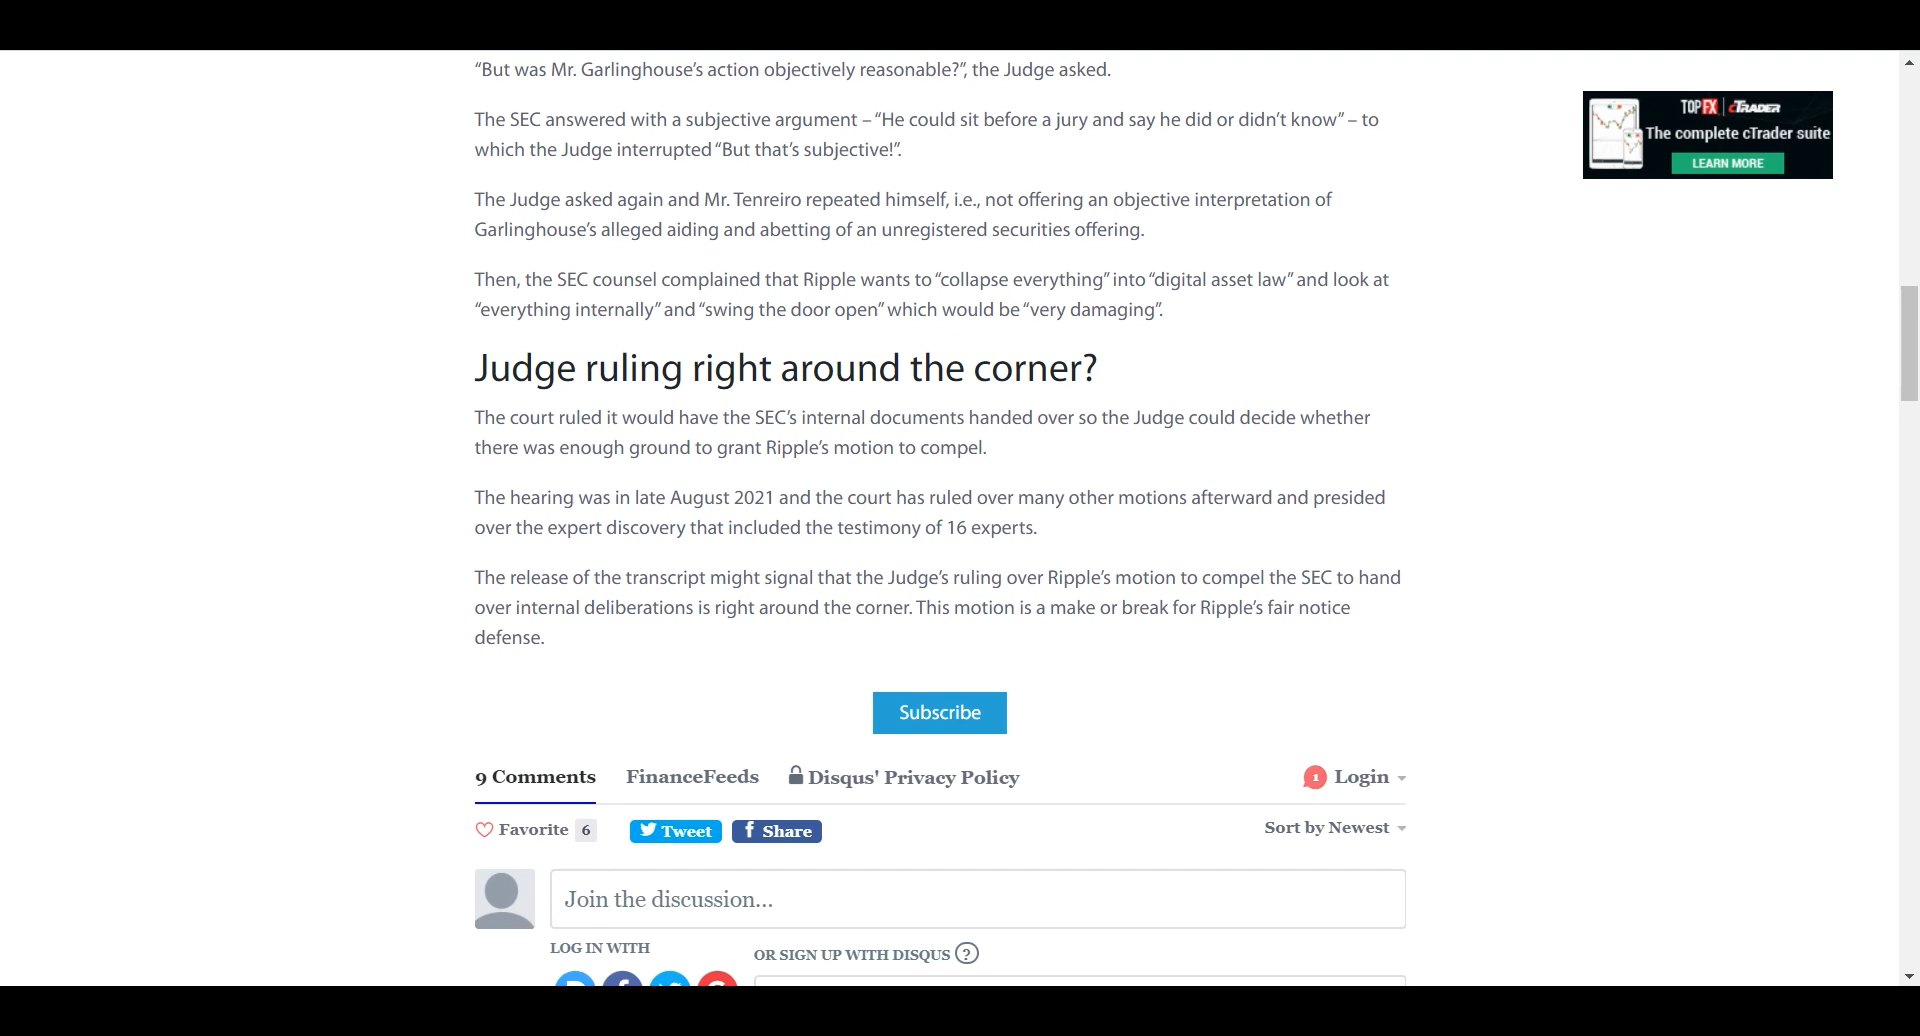 “But was Mr. Garlinghouse’s action objectively reasonable?”, the Judge asked.
The SEC answered with a subjective argument – “He could sit before a jury and say he did or didn’t know” – to
which the Judge interrupted “But that’s subjective!”.
The Judge asked again and Mr. Tenreiro repeated himself, i.e., not offering an objective interpretation of
Garlinghouse’s alleged aiding and abetting of an unregistered securities offering.
Then, the SEC counsel complained that Ripple wants to “collapse everything” into “digital asset law” and look at
“everything internally” and “swing the door open” which would be “very damaging”.
Judge ruling right around the corner?
The court ruled it would have the SEC’s internal documents handed over so the Judge could decide whether
there was enough ground to grant Ripple’s motion to compel.
The hearing was in late August 2021 and the court has ruled over many other motions afterward and presided
over the expert discovery that included the testimony of 16 experts.
The release of the transcript might signal that the Judge’s ruling over Ripple’s motion to compel the SEC to hand
over internal deliberations is right around the corner. This motion is a make or break for Ripple’s fair notice
defense.
Subscribe
9 Comments FinanceFeeds Disqus' Privacy Policy 1 Login
Favorite 6 Tweet f Share Sort by Newest
Join the discussion...
LOG IN WITH
OR SIGN UP WITH DISQUS ?
TOPFX | cTRADER
The complete cTrader suite
LEARN MORE